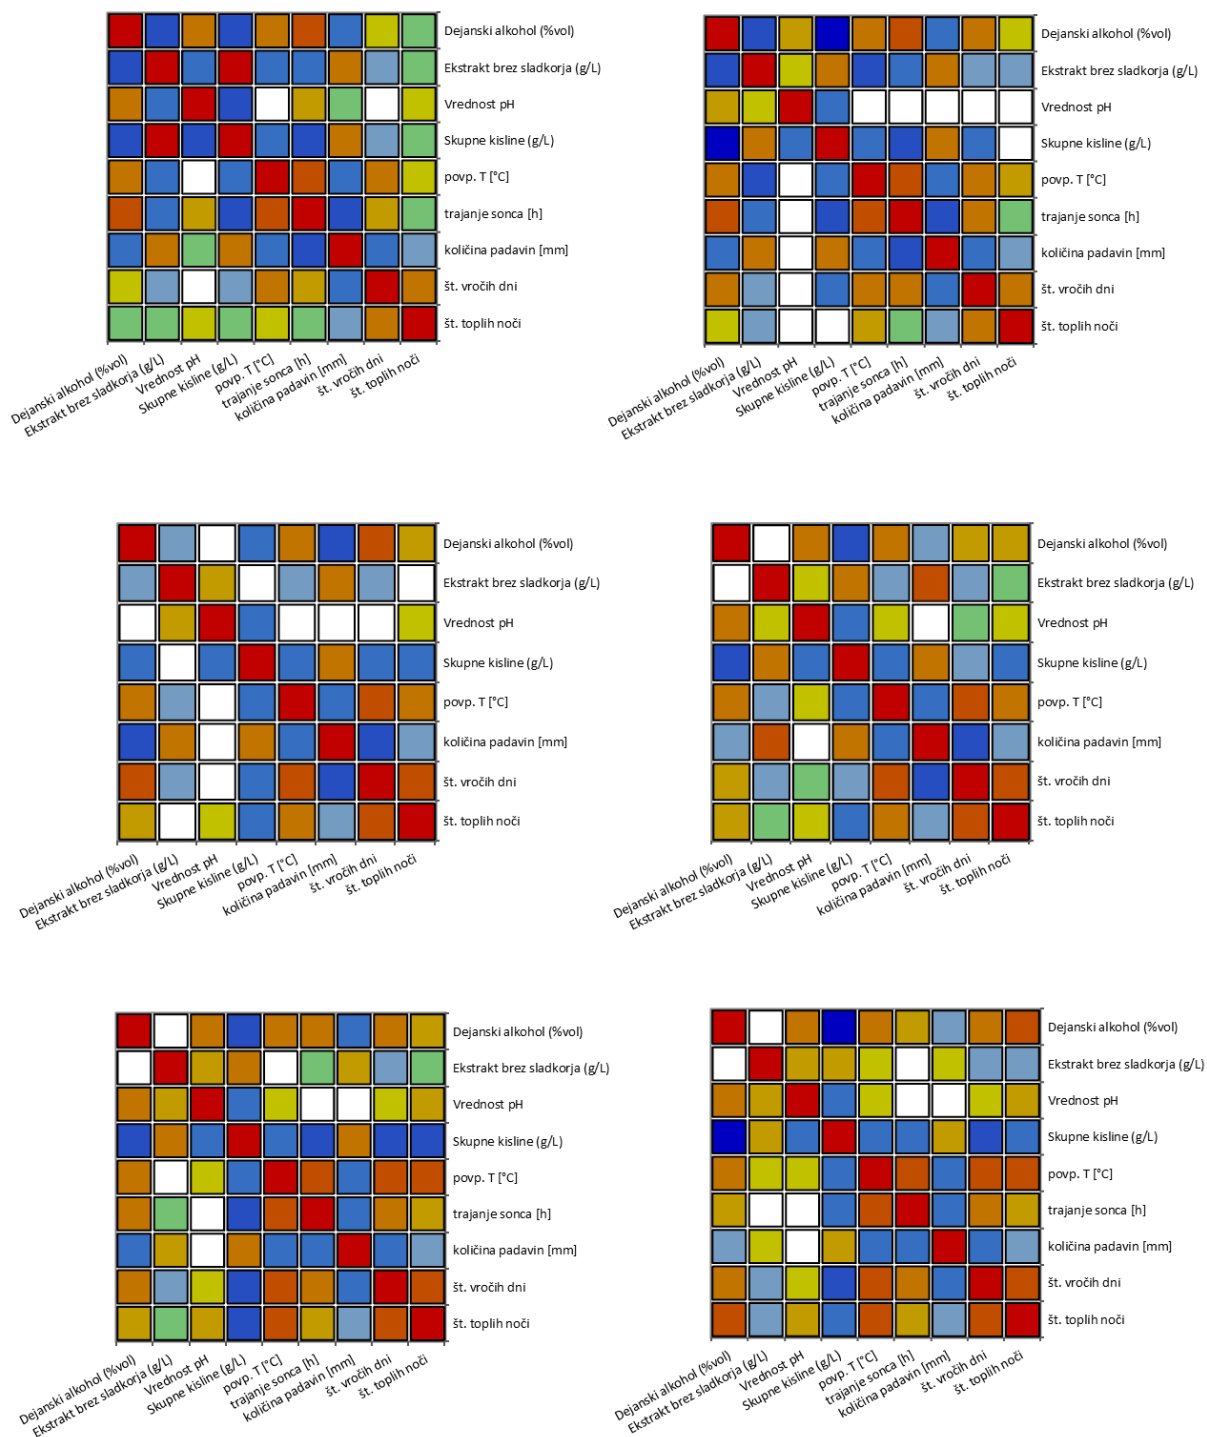 Dejanski alkohol (%vol)
Ekstrakt brez sladkorja (g/L)
Vrednost pH
Skupne kisline (g/L)
povp. T [°C]
trajanje sonca [h]
količina padavin [mm]
št. vročih dni
št. toplih noči
Dejanski alkohol (%vol)
Ekstrakt brez sladkorja (g/L)
Vrednost pH
Skupne kisline (g/L)
povp. T [°C]
trajanje sonca [h]
količina padavin [mm]
št. vročih dni
št. toplih noči
Dejanski alkohol (%vol)
Ekstrakt brez sladkorja (g/L)
Vrednost pH
Skupne kisline (g/L)
povp. T [°C]
trajanje sonca [h]
količina padavin [mm]
št. vročih dni
št. toplih noči
Dejanski alkohol (%vol)
Ekstrakt brez sladkorja (g/L)
Vrednost pH
Skupne kisline (g/L)
povp. T [°C]
trajanje sonca [h]
količina padavin [mm]
št. vročih dni
št. toplih noči
Dejanski alkohol (%vol)
Ekstrakt brez sladkorja (g/L)
Vrednost pH
Skupne kisline (g/L)
povp. T [°C]
količina padavin [mm]
št. vročih dni
št. toplih noči
Dejanski alkohol (%vol)
Ekstrakt brez sladkorja (g/L)
Vrednost pH
Skupne kisline (g/L)
povp. T [°C]
količina padavin [mm]
št. vročih dni
št. toplih noči
Dejanski alkohol (%vol)
Ekstrakt brez sladkorja (g/L)
Vrednost pH
Skupne kisline (g/L)
povp. T [°C]
količina padavin [mm]
št. vročih dni
št. toplih noči
Dejanski alkohol (%vol)
Ekstrakt brez sladkorja (g/L)
Vrednost pH
Skupne kisline (g/L)
povp. T [°C]
količina padavin [mm]
št. vročih dni
št. toplih noči
Dejanski alkohol (%vol)
Ekstrakt brez sladkorja (g/L)
Vrednost pH
Skupne kisline (g/L)
povp. T [°C]
trajanje sonca [h]
količina padavin [mm]
št. vročih dni
št. toplih noči
Dejanski alkohol (%vol)
Ekstrakt brez sladkorja (g/L)
Vrednost pH
Skupne kisline (g/L)
povp. T [°C]
trajanje sonca [h]
količina padavin [mm]
št. vročih dni
št. toplih noči
Dejanski alkohol (%vol)
Ekstrakt brez sladkorja (g/L)
Vrednost pH
Skupne kisline (g/L)
povp. T [°C]
trajanje sonca [h]
količina padavin [mm]
št. vročih dni
št. toplih noči
Dejanski alkohol (%vol)
Ekstrakt brez sladkorja (g/L)
Vrednost pH
Skupne kisline (g/L)
povp. T [°C]
trajanje sonca [h]
količina padavin [mm]
št. vročih dni
št. toplih noči